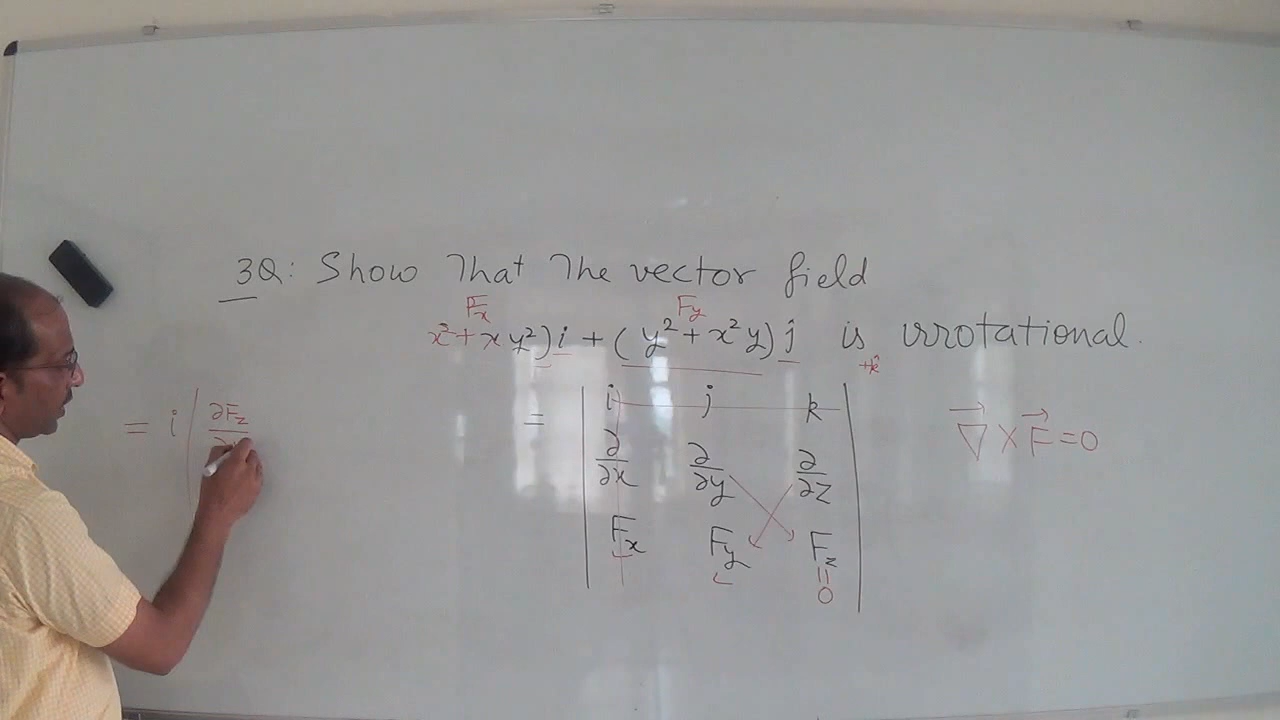 3Q: Show That The vector field
Fx Fy
x² + xy²) i + (y² + x²y) j is irrotational.
+k̂
= i | ∂Fz
= | i j k |
∂/∂x ∂/∂y ∂/∂z
Fx Fy Fz
= 0
∇ × F = 0